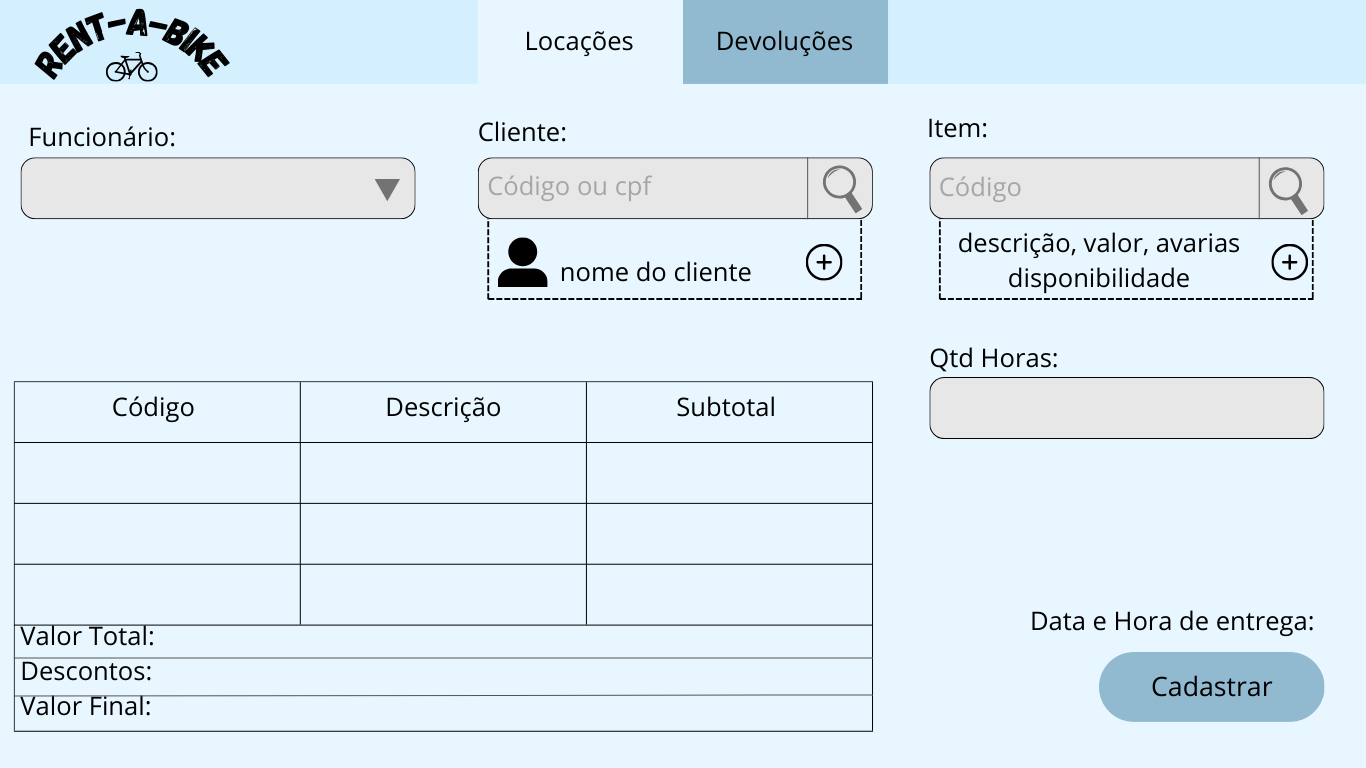 RENT-A-BIKE
Locações
Devoluções
Funcionário:
Cliente:
Código ou cpf
nome do cliente
Item:
Código
descrição, valor, avarias
disponibilidade
Qtd Horas:
Código
Descrição
Subtotal
Valor Total:
Descontos:
Valor Final:
Data e Hora de entrega:
Cadastrar